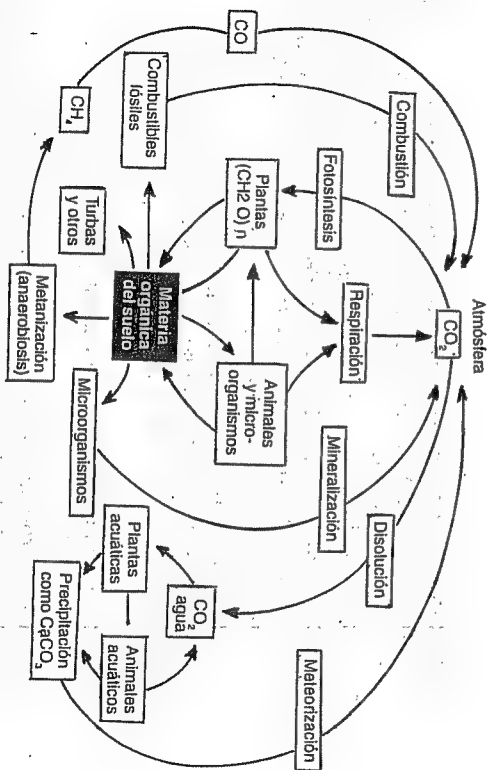 Atmósfera
CO₂
CO
Combustión
Fotosíntesis
Respiración
Mineralización
Disolución
Meteorización
CH₄
Combustibles
fósiles
Plantas
(CH2 O) n
Animales
y micro-
organismos
CO₂
agua
Turbas
y otros
Materia
orgánica
del suelo
Plantas
acuáticas
Animales
acuáticos
Metanización
(anaerobiosis)
Microorganismos
Precipitación
como CaCO₃